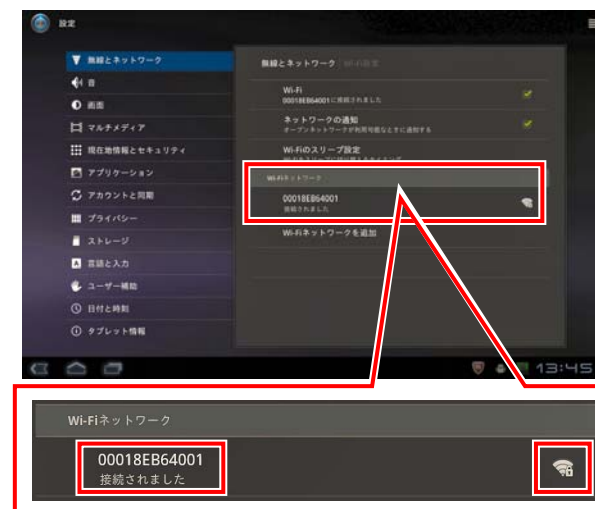 設定
無線とネットワーク
音
画面
マルチメディア
現在地情報とセキュリティ
アプリケーション
アカウントと同期
プライバシー
ストレージ
言語と入力
ユーザー補助
日付と時刻
タブレット情報
無線とネットワーク Wi-Fi設定
Wi-Fi
00018EB64001に接続されました
ネットワークの通知
オープンネットワークが利用可能なときに通知する
Wi-Fiのスリープ設定
Wi-Fiネットワーク
00018EB64001
接続されました
Wi-Fiネットワークを追加
13:45
Wi-Fiネットワーク
00018EB64001
接続されました